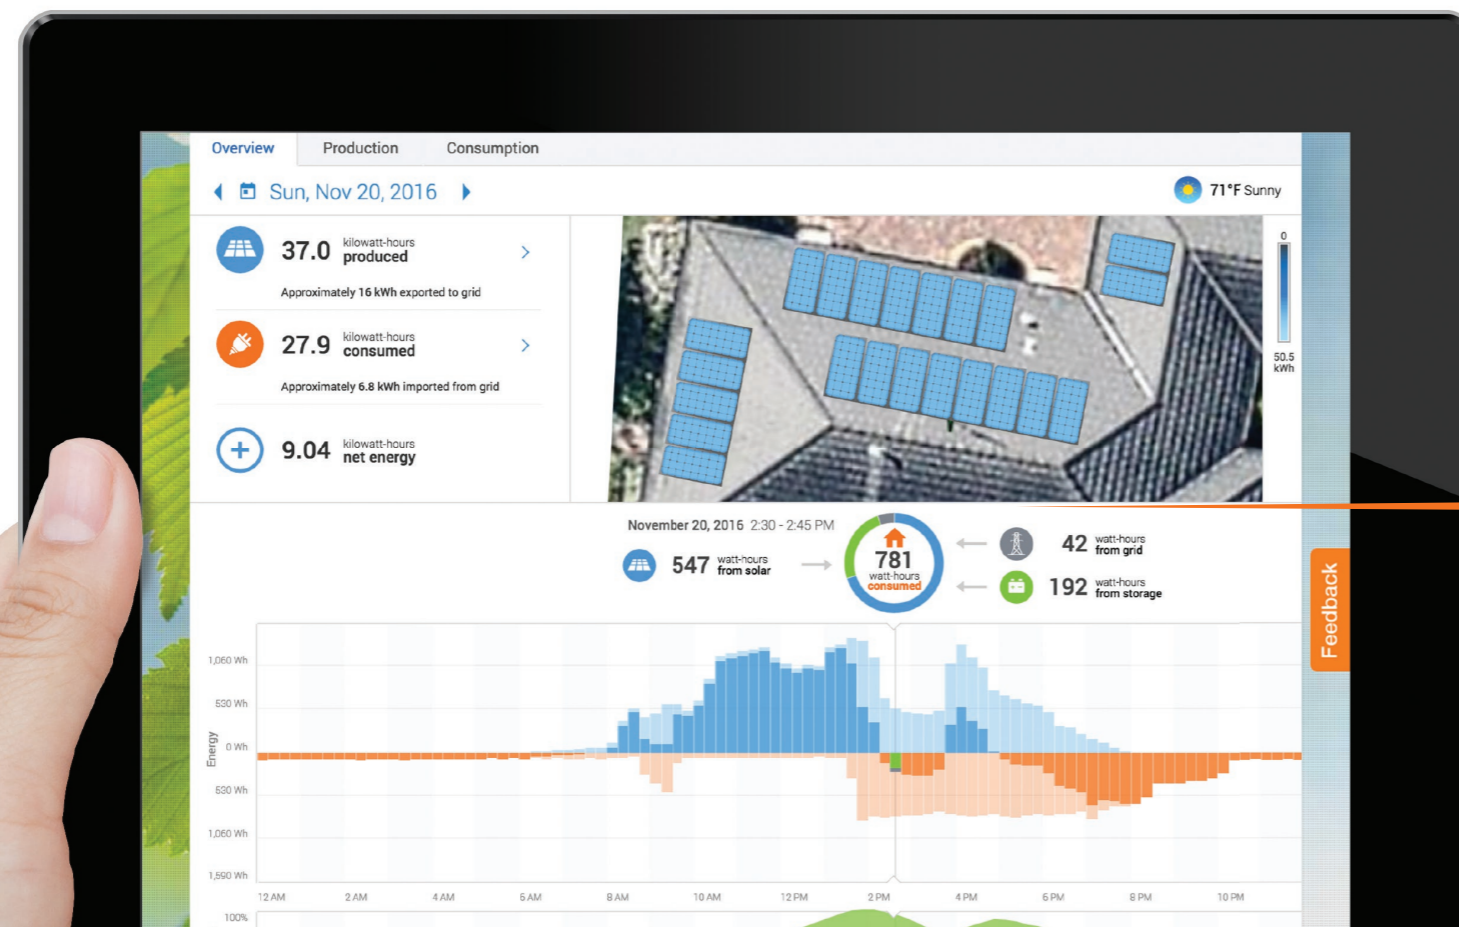 Overview Production Consumption
Sun, Nov 20, 2016
71°F Sunny
37.0 kilowatt-hours produced
Approximately 16 kWh exported to grid
27.9 kilowatt-hours consumed
Approximately 6.8 kWh imported from grid
9.04 kilowatt-hours net energy
0
50.5
kWh
November 20, 2016 2:30 - 2:45 PM
547 watt-hours from solar
781
watt-hours
consumed
42 watt-hours from grid
192 watt-hours from storage
Feedback
Energy
1,060 Wh
530 Wh
0 Wh
530 Wh
1,060 Wh
1,590 Wh
12 AM 2 AM 4 AM 6 AM 8 AM 10 AM 12 PM 2 PM 4 PM 6 PM 8 PM 10 PM
100%